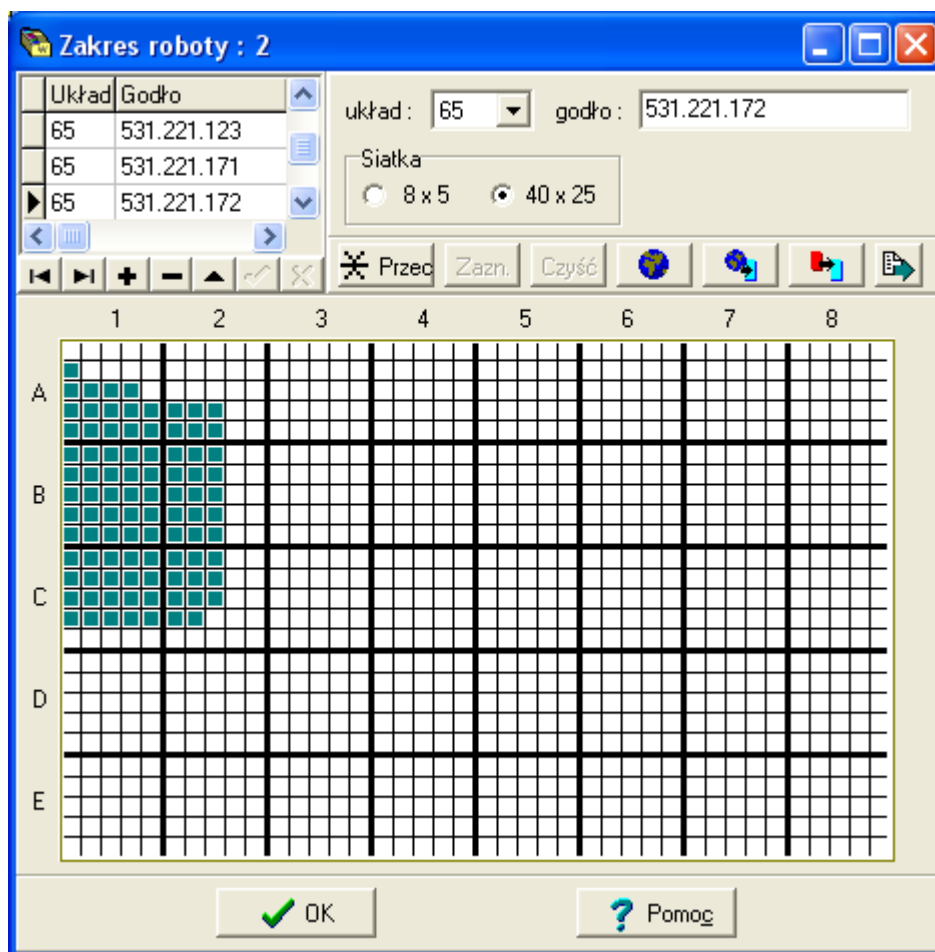 Zakres roboty : 2
Układ Godło
65 531.221.123
65 531.221.171
65 531.221.172
układ : 65 godło : 531.221.172
Siatka
8 x 5 40 x 25
Przec Zazn. Czyść
1 2 3 4 5 6 7 8
A
B
C
D
E
OK Pomoc